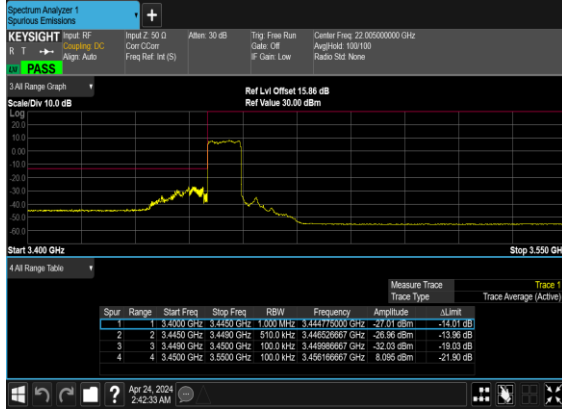 Spectrum Analyzer 1
Spurious Emissions
+
KEYSIGHT Input: RF Input Z: 50 Ω Atten: 30 dB Trig: Free Run Center Freq: 22.005000000 GHz
R T Coupling: DC Corr CCorr Gate: Off Avg|Hold: 100/100
Align: Auto Freq Ref: Int (S) IF Gain: Low Radio Std: None
PASS
3 All Range Graph
Ref Lvl Offset 15.86 dB
Scale/Div 10.0 dB Ref Value 30.00 dBm
Log
20.0
10.0
0.00
-10.0
-20.0
-30.0
-40.0
-50.0
-60.0
Start 3.400 GHz Stop 3.550 GH
4 All Range Table
Measure Trace Trace 1
Trace Type Trace Average (Active)
Spur Range Start Freq Stop Freq RBW Frequency Amplitude ΔLimit
1 1 3.4000 GHz 3.4450 GHz 1.000 MHz 3.444775000 GHz -27.01 dBm -14.01 dB
2 2 3.4450 GHz 3.4490 GHz 510.0 kHz 3.446526667 GHz -26.96 dBm -13.96 dB
3 3 3.4490 GHz 3.4500 GHz 100.0 kHz 3.449986667 GHz -32.03 dBm -19.03 dB
4 4 3.4500 GHz 3.5500 GHz 100.0 kHz 3.456166667 GHz 8.095 dBm -21.90 dB
? Apr 24, 2024
2:42:33 AM